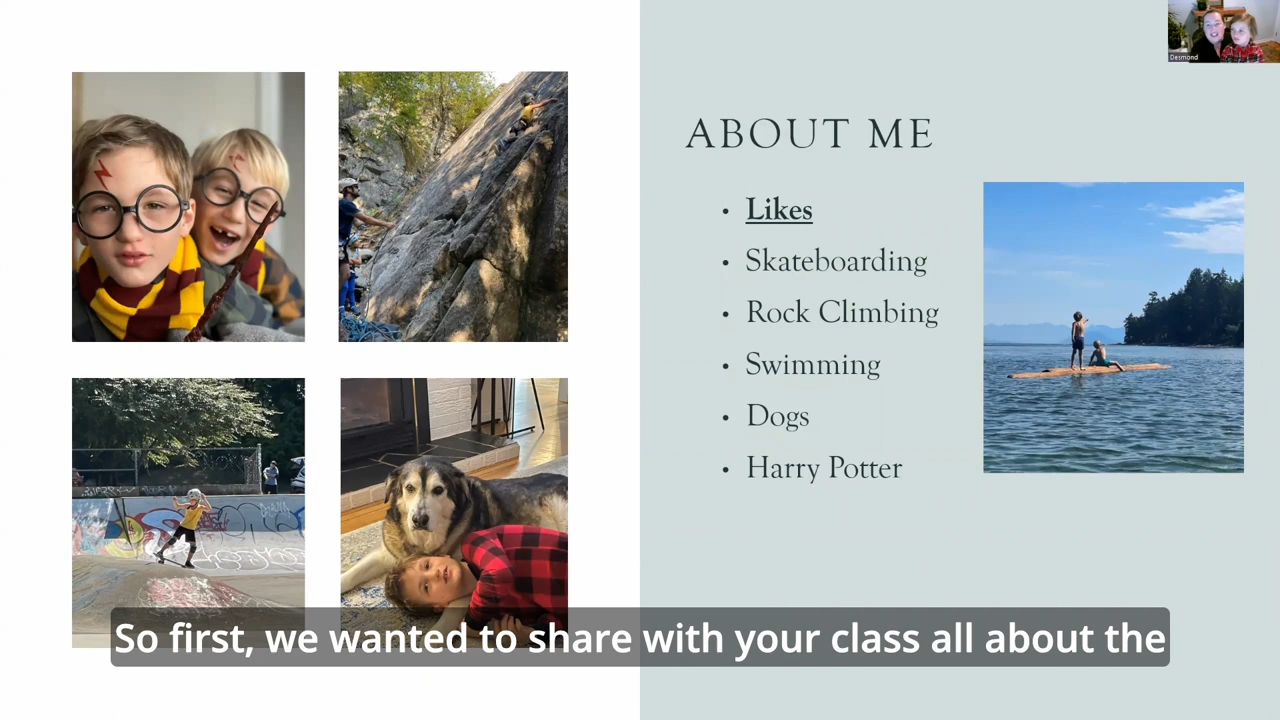 Desmond
ABOUT ME
• Likes
• Skateboarding
• Rock Climbing
• Swimming
• Dogs
• Harry Potter
So first, we wanted to share with your class all about the